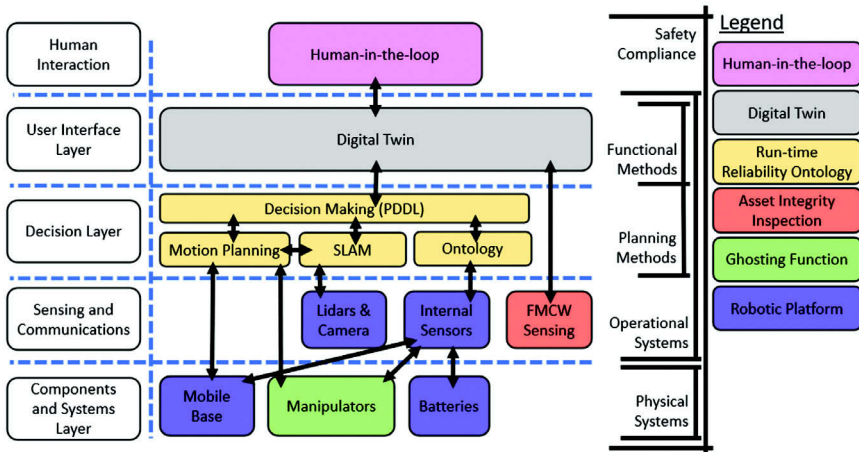 Human
Interaction
Human-in-the-loop
Safety
Compliance
Legend
Human-in-the-loop
User Interface
Layer
Digital Twin
Functional
Methods
Digital Twin
Run-time
Reliability Ontology
Decision Layer
Decision Making (PDDL)
Motion Planning
SLAM
Ontology
Planning
Methods
Asset Integrity
Inspection
Ghosting Function
Sensing and
Communications
Lidars &
Camera
Internal
Sensors
FMCW
Sensing
Operational
Systems
Robotic Platform
Components
and Systems
Layer
Mobile
Base
Manipulators
Batteries
Physical
Systems